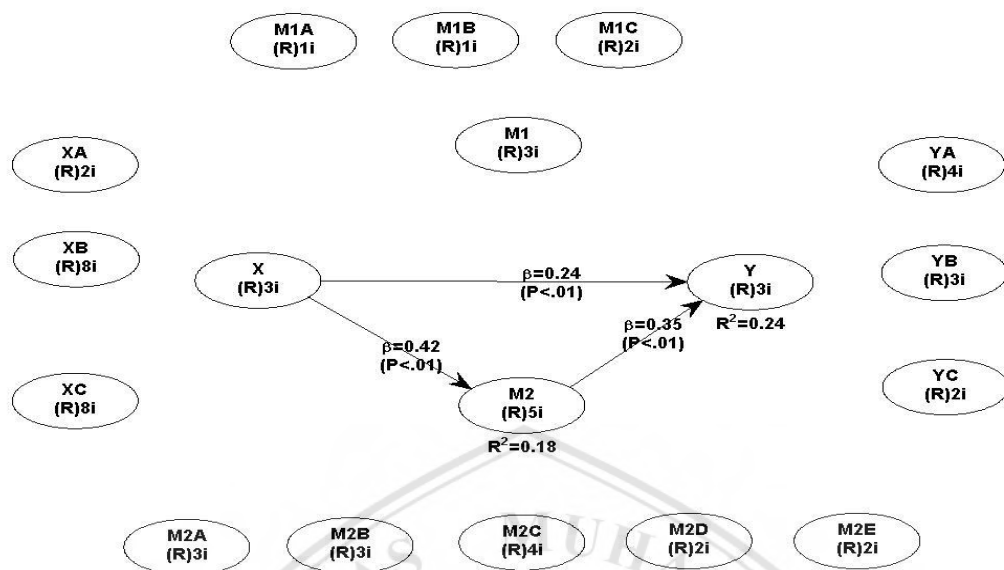 M1A
(R)1i
M1B
(R)1i
M1C
(R)2i
M1
(R)3i
XA
(R)2i
YA
(R)4i
XB
(R)8i
X
(R)3i
β=0.24
(P<.01)
Y
(R)3i
R²=0.24
YB
(R)3i
β=0.42
(P<.01)
β=0.35
(P<.01)
XC
(R)8i
M2
(R)5i
R²=0.18
YC
(R)2i
M2A
(R)3i
M2B
(R)3i
M2C
(R)4i
M2D
(R)2i
M2E
(R)2i
S MUH